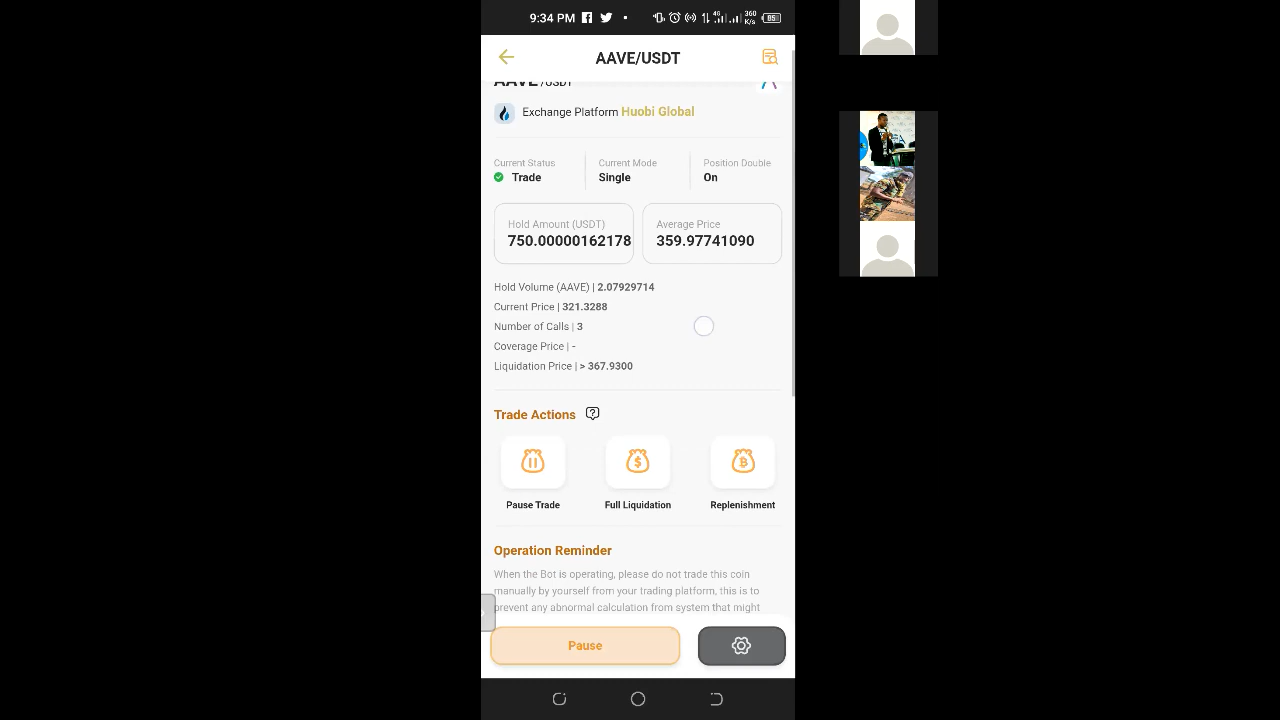 9:34 PM
4G
360
K/s
85
AAVE/USDT
AAVE /USDT
Exchange Platform Huobi Global
Current Status
Current Mode
Position Double
Trade
Single
On
Hold Amount (USDT)
Average Price
750.00000162178
359.97741090
Hold Volume (AAVE) | 2.07929714
Current Price | 321.3288
Number of Calls | 3
Coverage Price | -
Liquidation Price | > 367.9300
Trade Actions
Pause Trade
Full Liquidation
Replenishment
Operation Reminder
When the Bot is operating, please do not trade this coin
manually by yourself from your trading platform, this is to
prevent any abnormal calculation from system that might
Pause